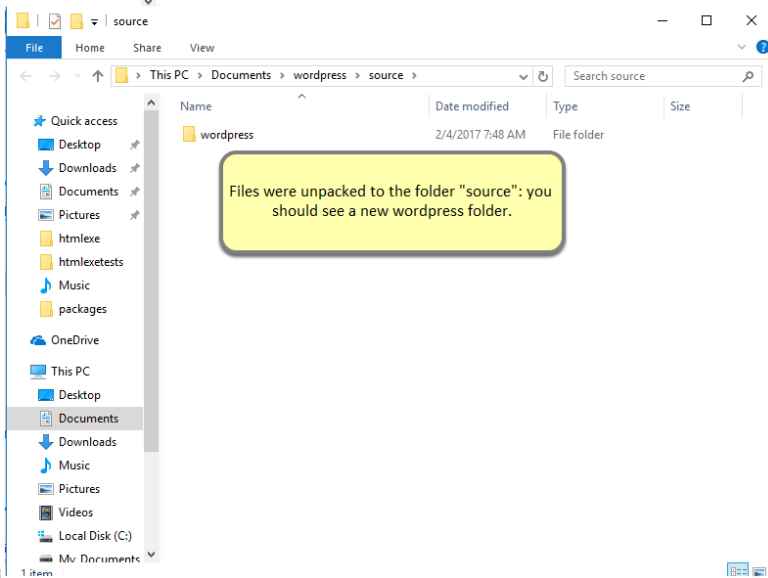 source
File Home Share View
This PC > Documents > wordpress > source >
Search source
Name Date modified Type Size
wordpress 2/4/2017 7:48 AM File folder
Files were unpacked to the folder "source": you
should see a new wordpress folder.
Quick access
Desktop
Downloads
Documents
Pictures
htmlexe
htmlexetests
Music
packages
OneDrive
This PC
Desktop
Documents
Downloads
Music
Pictures
Videos
Local Disk (C:)
My Documents
1 item